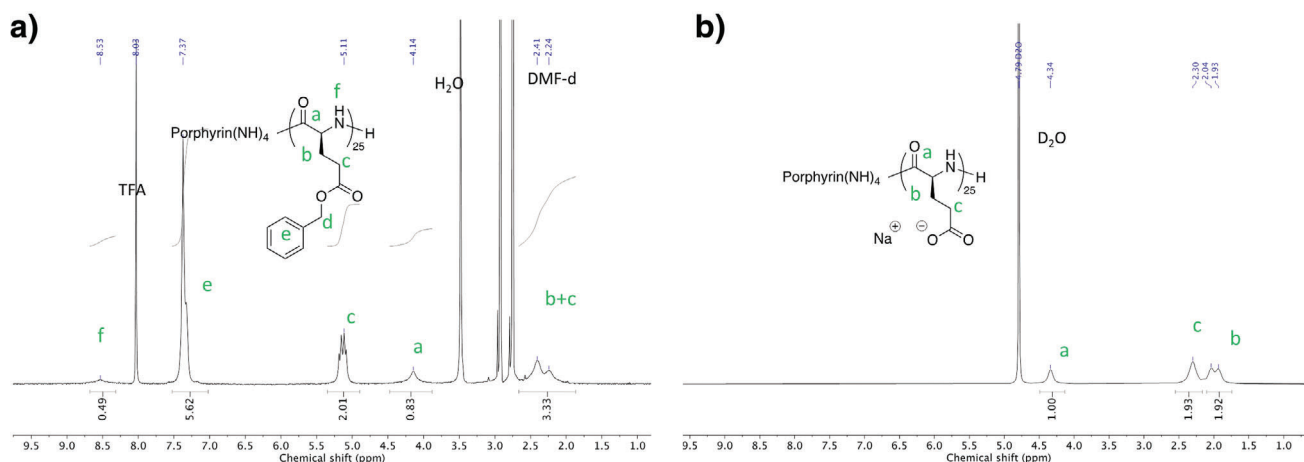 a)
8.53
8.03
7.37
5.11
4.14
2.41
2.24
H2O
DMF-d
TFA
Porphyrin(NH)4
O
a
f
H
N
H
25
b
c
O
O
d
e
e
f
c
a
b+c
0.49
5.62
2.01
0.83
3.33
9.5 9.0 8.5 8.0 7.5 7.0 6.5 6.0 5.5 5.0 4.5 4.0 3.5 3.0 2.5 2.0 1.5 1.0
Chemical shift (ppm)
b)
4.79 D2O
4.34
2.30
2.04
1.93
D2O
O
a
H
N
H
25
Porphyrin(NH)4
b
c
Na + − O O
a
c
b
1.00
1.93
1.92
9.5 9.0 8.5 8.0 7.5 7.0 6.5 6.0 5.5 5.0 4.5 4.0 3.5 3.0 2.5 2.0 1.5 1.0
Chemical shift (ppm)